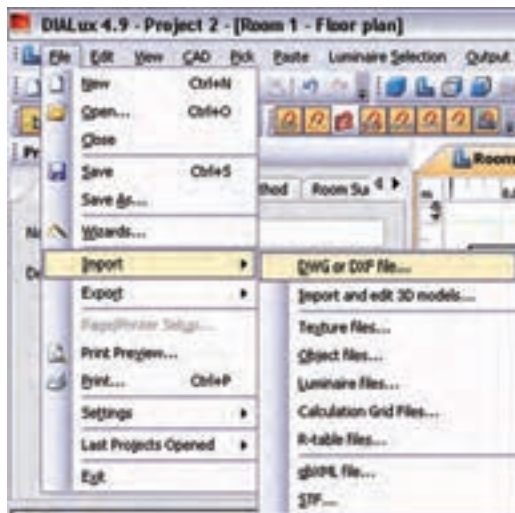 DIALux 4.9 - Project 2 - [Room 1 - Floor plan]
File Edit View CAD Pick Paste Luminaire Selection Output
New Ctrl+N
Open... Ctrl+O
Close
Save Ctrl+S
Save As...
Wizards...
Import
Export
Page/Printer Setup...
Print Preview...
Print... Ctrl+P
Settings
Last Projects Opened
Exit
Pr
thod Room Su
Room
DWG or DXF file...
Import and edit 3D models...
Texture files...
Object files...
Luminaire files...
Calculation Grid Files...
R-table files...
gbXML file...
STF...